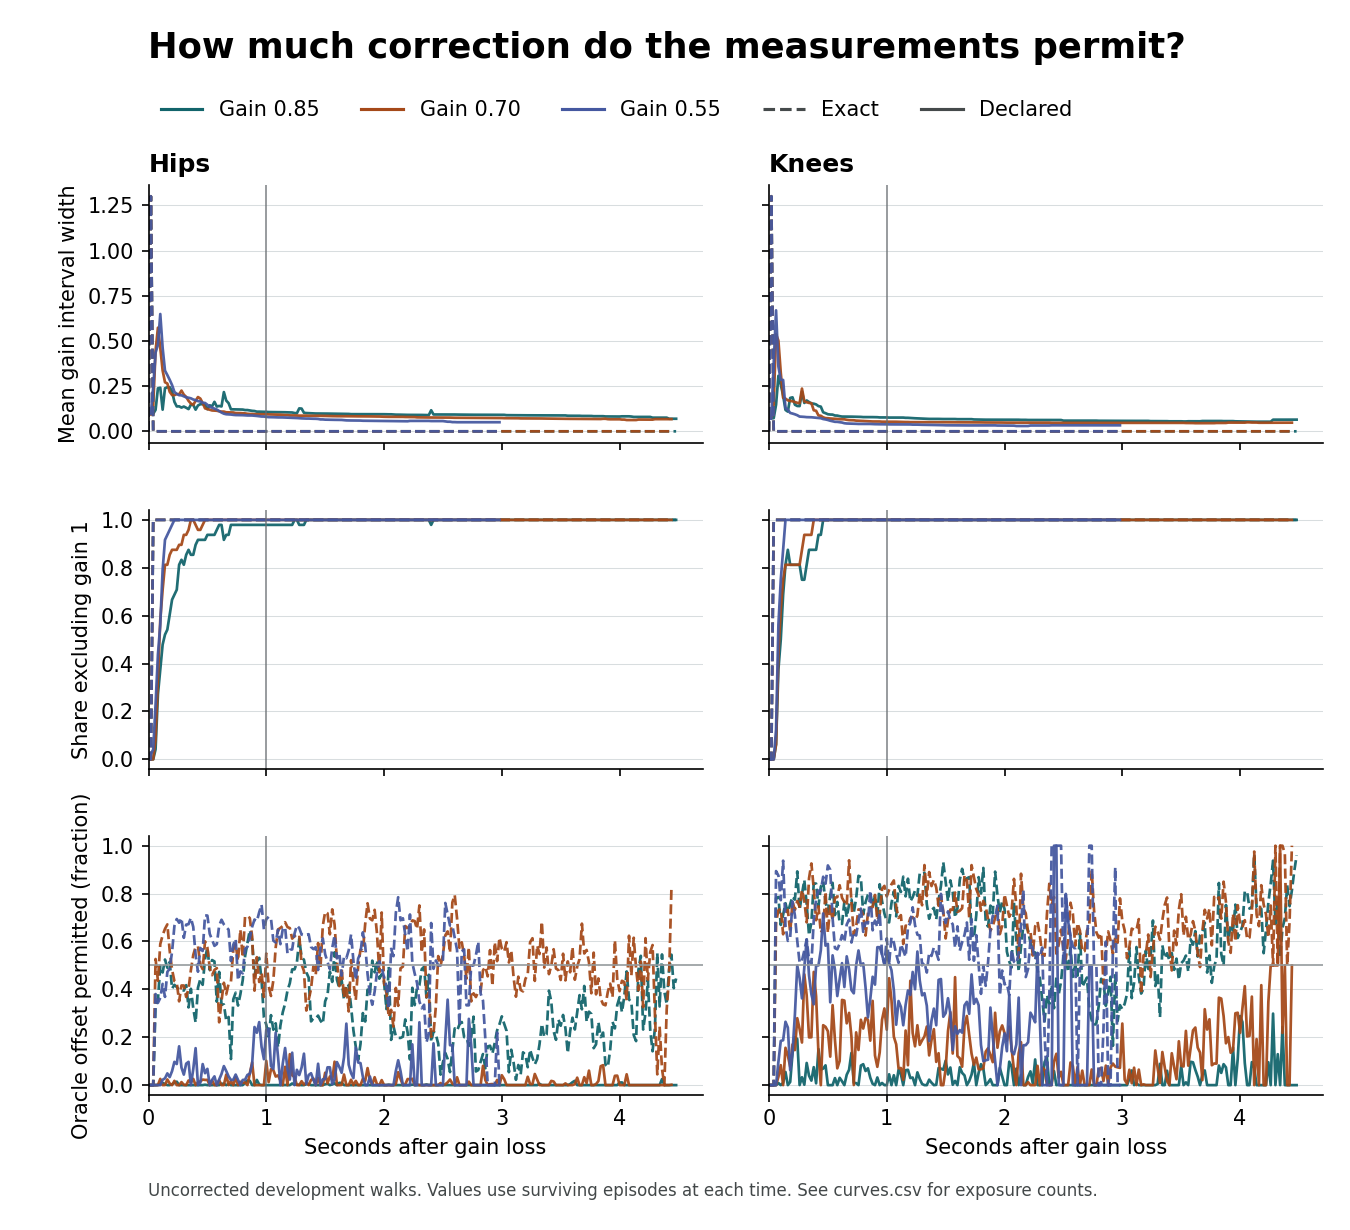 How much correction do the measurements permit?
Gain 0.85 Gain 0.70 Gain 0.55 Exact Declared
Hips Knees
Mean gain interval width
1.25
1.00
0.75
0.50
0.25
0.00
Share excluding gain 1
1.0
0.8
0.6
0.4
0.2
0.0
Oracle offset permitted (fraction)
1.0
0.8
0.6
0.4
0.2
0.0
0 1 2 3 4 0 1 2 3 4
Seconds after gain loss Seconds after gain loss
Uncorrected development walks. Values use surviving episodes at each time. See curves.csv for exposure counts.